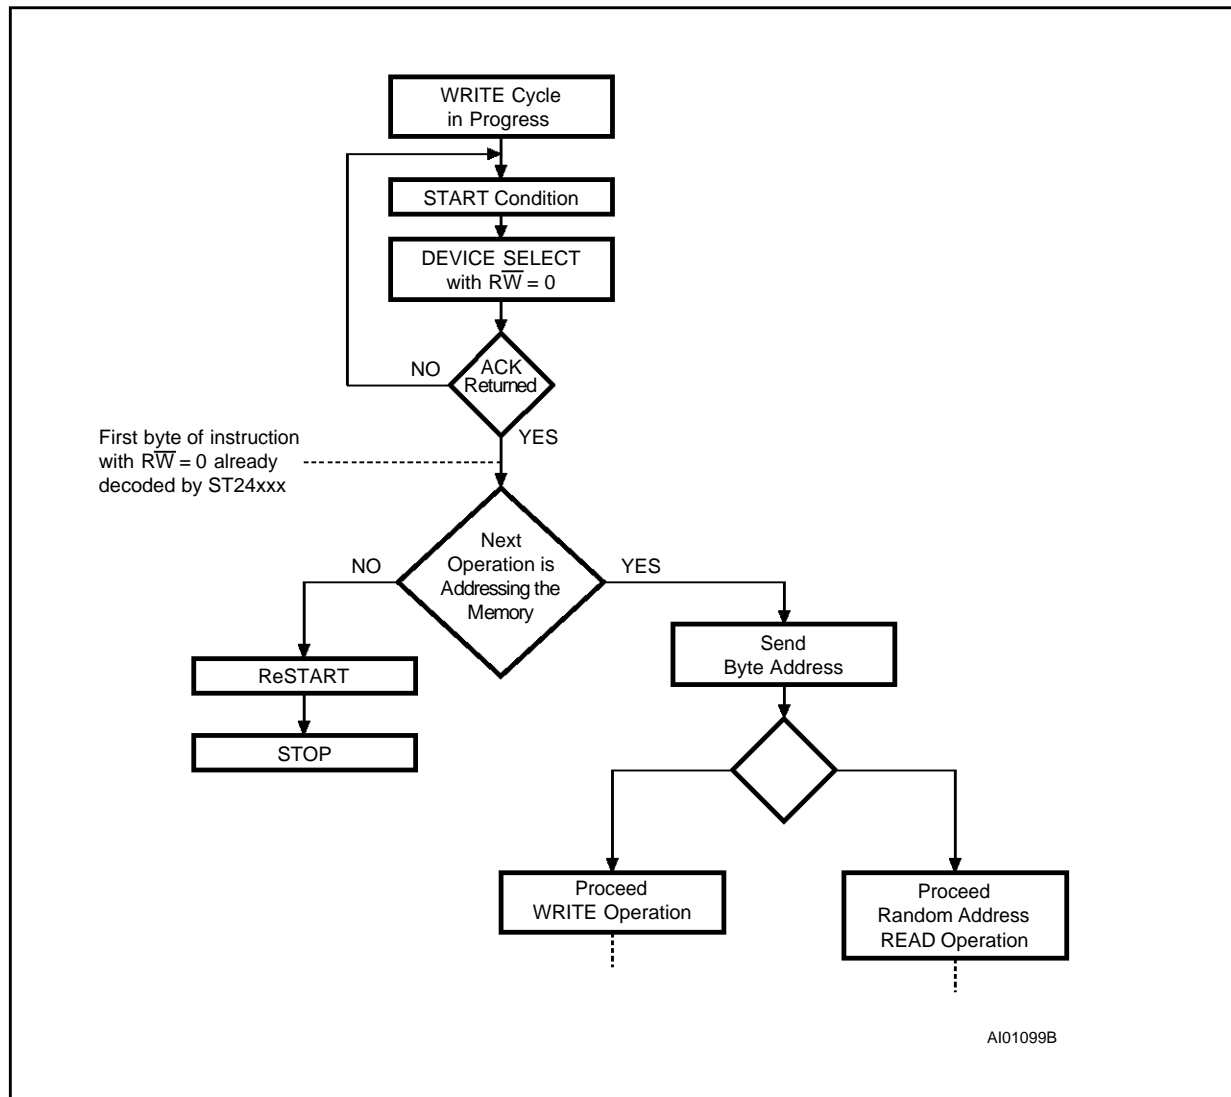 WRITE Cycle
in Progress
START Condition
DEVICE SELECT
with RW̅ = 0
NO
ACK
Returned
YES
First byte of instruction
with RW̅ = 0 already
decoded by ST24xxx
Next
Operation is
Addressing the
Memory
NO
YES
Send
Byte Address
ReSTART
STOP
Proceed
WRITE Operation
Proceed
Random Address
READ Operation
AI01099B